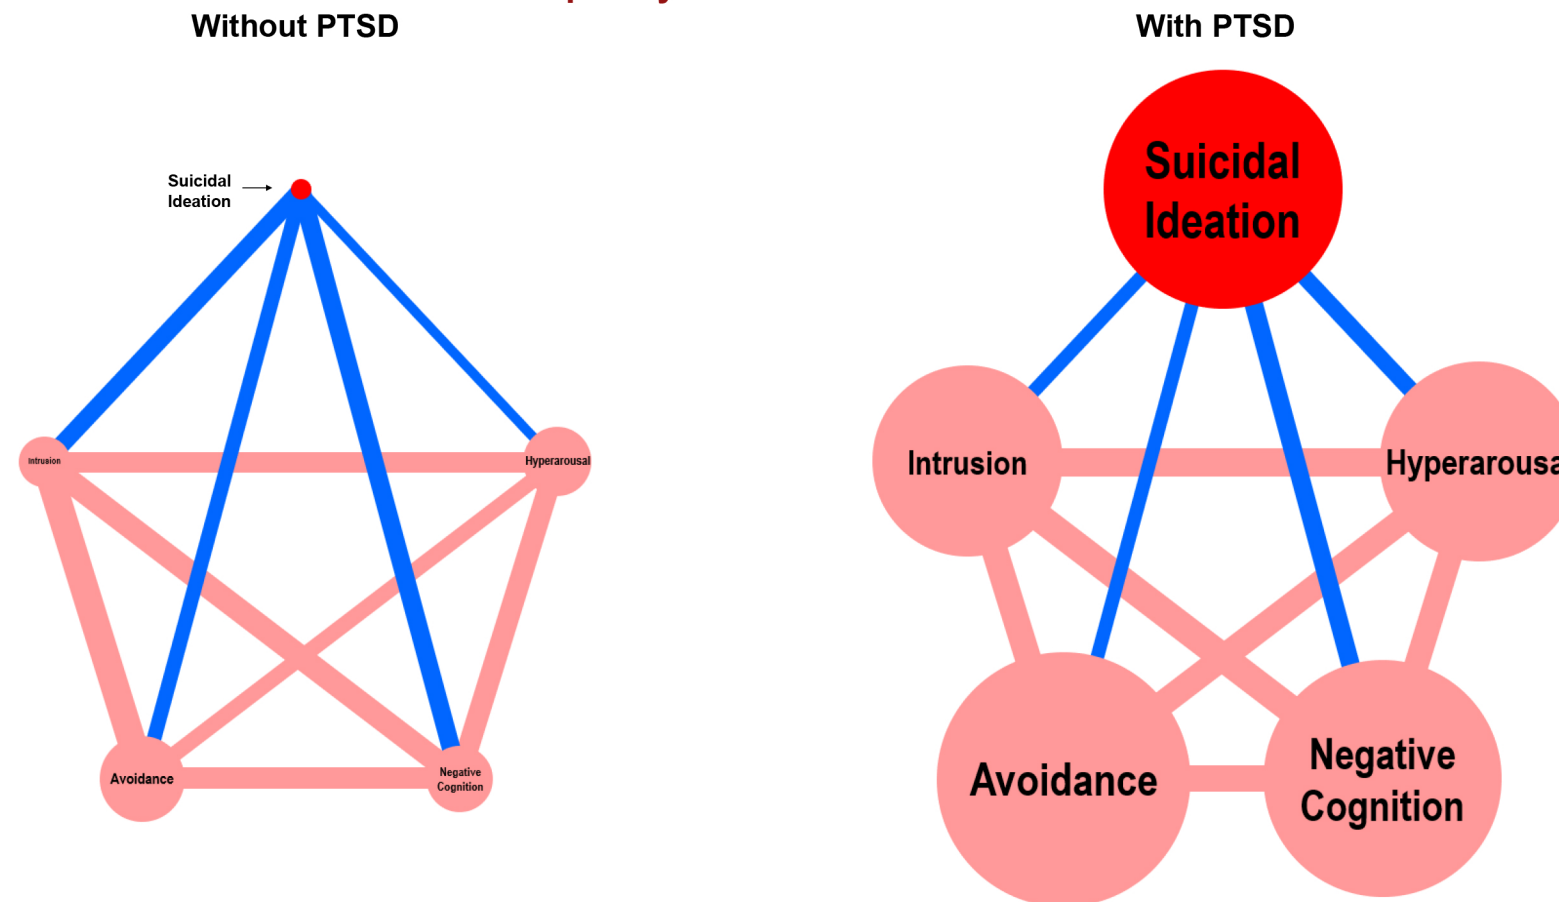 Without PTSD
With PTSD
Suicidal
Ideation
Intrusion
Hyperarousal
Avoidance
Negative
Cognition
Suicidal
Ideation
Intrusion
Hyperarousa
Avoidance
Negative
Cognition